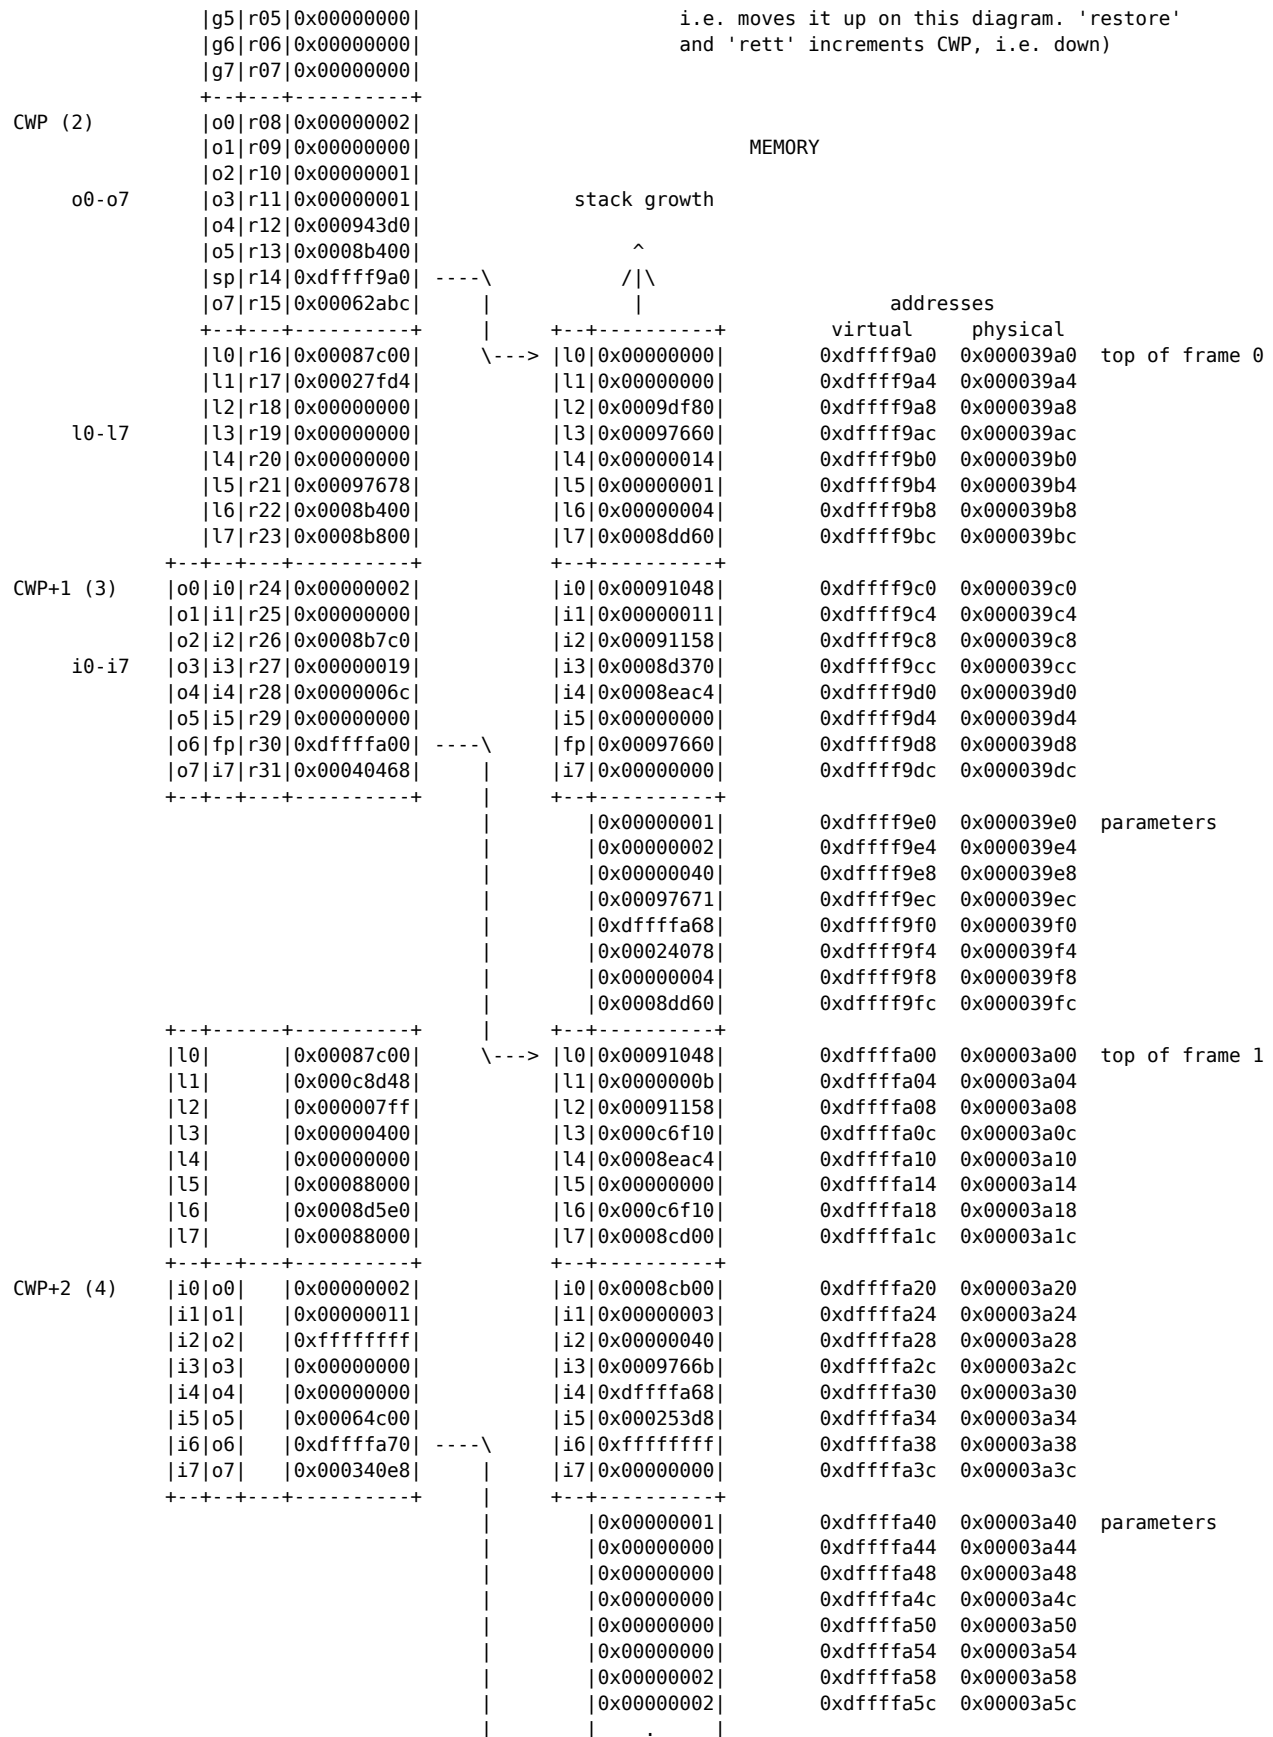 |g5|r05|0x00000000| i.e. moves it up on this diagram. 'restore'
|g6|r06|0x00000000| and 'rett' increments CWP, i.e. down)
|g7|r07|0x00000000|
+--+---+----------+
CWP (2) |o0|r08|0x00000002|
|o1|r09|0x00000000| MEMORY
|o2|r10|0x00000001|
o0-o7 |o3|r11|0x00000001| stack growth
|o4|r12|0x000943d0|
|o5|r13|0x0008b400| ^
|sp|r14|0xdffff9a0| ----\ /|\
|o7|r15|0x00062abc| | | addresses
+--+---+----------+ | +--+----------+ virtual physical
|l0|r16|0x00087c00| \---> |l0|0x00000000| 0xdffff9a0 0x000039a0 top of frame 0
|l1|r17|0x00027fd4| |l1|0x00000000| 0xdffff9a4 0x000039a4
|l2|r18|0x00000000| |l2|0x0009df80| 0xdffff9a8 0x000039a8
l0-l7 |l3|r19|0x00000000| |l3|0x00097660| 0xdffff9ac 0x000039ac
|l4|r20|0x00000000| |l4|0x00000014| 0xdffff9b0 0x000039b0
|l5|r21|0x00097678| |l5|0x00000001| 0xdffff9b4 0x000039b4
|l6|r22|0x0008b400| |l6|0x00000004| 0xdffff9b8 0x000039b8
|l7|r23|0x0008b800| |l7|0x0008dd60| 0xdffff9bc 0x000039bc
+--+--+---+----------+ +--+----------+
CWP+1 (3) |o0|i0|r24|0x00000002| |i0|0x00091048| 0xdffff9c0 0x000039c0
|o1|i1|r25|0x00000000| |i1|0x00000011| 0xdffff9c4 0x000039c4
|o2|i2|r26|0x0008b7c0| |i2|0x00091158| 0xdffff9c8 0x000039c8
i0-i7 |o3|i3|r27|0x00000019| |i3|0x0008d370| 0xdffff9cc 0x000039cc
|o4|i4|r28|0x0000006c| |i4|0x0008eac4| 0xdffff9d0 0x000039d0
|o5|i5|r29|0x00000000| |i5|0x00000000| 0xdffff9d4 0x000039d4
|o6|fp|r30|0xdffffa00| ----\ |fp|0x00097660| 0xdffff9d8 0x000039d8
|o7|i7|r31|0x00040468| | |i7|0x00000000| 0xdffff9dc 0x000039dc
+--+--+---+----------+ | +--+----------+
| |0x00000001| 0xdffff9e0 0x000039e0 parameters
| |0x00000002| 0xdffff9e4 0x000039e4
| |0x00000040| 0xdffff9e8 0x000039e8
| |0x00097671| 0xdffff9ec 0x000039ec
| |0xdffffa68| 0xdffff9f0 0x000039f0
| |0x00024078| 0xdffff9f4 0x000039f4
| |0x00000004| 0xdffff9f8 0x000039f8
| |0x0008dd60| 0xdffff9fc 0x000039fc
+--+------+----------+ | +--+----------+
|l0| |0x00087c00| \---> |l0|0x00091048| 0xdffffa00 0x00003a00 top of frame 1
|l1| |0x000c8d48| |l1|0x0000000b| 0xdffffa04 0x00003a04
|l2| |0x000007ff| |l2|0x00091158| 0xdffffa08 0x00003a08
|l3| |0x00000400| |l3|0x000c6f10| 0xdffffa0c 0x00003a0c
|l4| |0x00000000| |l4|0x0008eac4| 0xdffffa10 0x00003a10
|l5| |0x00088000| |l5|0x00000000| 0xdffffa14 0x00003a14
|l6| |0x0008d5e0| |l6|0x000c6f10| 0xdffffa18 0x00003a18
|l7| |0x00088000| |l7|0x0008cd00| 0xdffffa1c 0x00003a1c
+--+--+---+----------+ +--+----------+
CWP+2 (4) |i0|o0| |0x00000002| |i0|0x0008cb00| 0xdffffa20 0x00003a20
|i1|o1| |0x00000011| |i1|0x00000003| 0xdffffa24 0x00003a24
|i2|o2| |0xffffffff| |i2|0x00000040| 0xdffffa28 0x00003a28
|i3|o3| |0x00000000| |i3|0x0009766b| 0xdffffa2c 0x00003a2c
|i4|o4| |0x00000000| |i4|0xdffffa68| 0xdffffa30 0x00003a30
|i5|o5| |0x00064c00| |i5|0x000253d8| 0xdffffa34 0x00003a34
|i6|o6| |0xdffffa70| ----\ |i6|0xffffffff| 0xdffffa38 0x00003a38
|i7|o7| |0x000340e8| | |i7|0x00000000| 0xdffffa3c 0x00003a3c
+--+--+---+----------+ | +--+----------+
| |0x00000001| 0xdffffa40 0x00003a40 parameters
| |0x00000000| 0xdffffa44 0x00003a44
| |0x00000000| 0xdffffa48 0x00003a48
| |0x00000000| 0xdffffa4c 0x00003a4c
| |0x00000000| 0xdffffa50 0x00003a50
| |0x00000000| 0xdffffa54 0x00003a54
| |0x00000002| 0xdffffa58 0x00003a58
| |0x00000002| 0xdffffa5c 0x00003a5c
| | . |